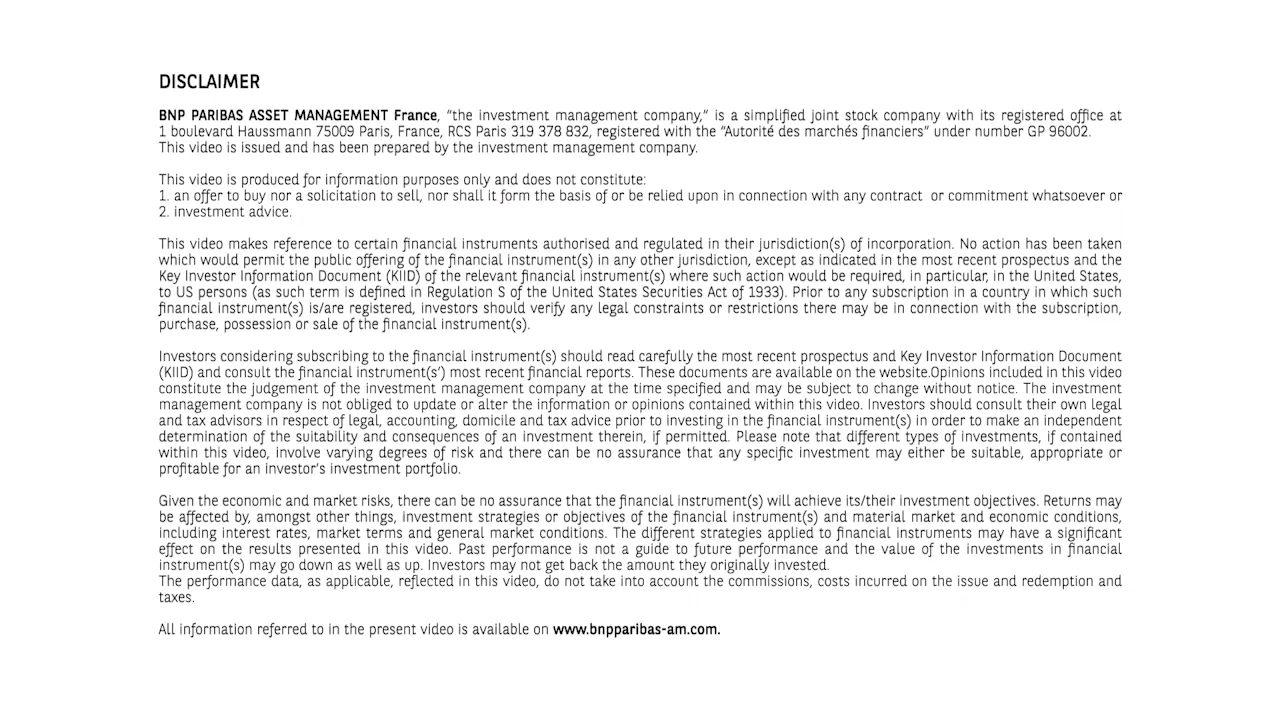 DISCLAIMER
BNP PARIBAS ASSET MANAGEMENT France, “the investment management company,” is a simplified joint stock company with its registered office at
1 boulevard Haussmann 75009 Paris, France, RCS Paris 319 378 832, registered with the “Autorité des marchés financiers” under number GP 96002.
This video is issued and has been prepared by the investment management company.
This video is produced for information purposes only and does not constitute:
1. an offer to buy nor a solicitation to sell, nor shall it form the basis of or be relied upon in connection with any contract or commitment whatsoever or
2. investment advice.
This video makes reference to certain financial instruments authorised and regulated in their jurisdiction(s) of incorporation. No action has been taken
which would permit the public offering of the financial instrument(s) in any other jurisdiction, except as indicated in the most recent prospectus and the
Key Investor Information Document (KIID) of the relevant financial instrument(s) where such action would be required, in particular, in the United States,
to US persons (as such term is defined in Regulation S of the United States Securities Act of 1933). Prior to any subscription in a country in which such
financial instrument(s) is/are registered, investors should verify any legal constraints or restrictions there may be in connection with the subscription,
purchase, possession or sale of the financial instrument(s).
Investors considering subscribing to the financial instrument(s) should read carefully the most recent prospectus and Key Investor Information Document
(KIID) and consult the financial instrument(s’) most recent financial reports. These documents are available on the website.Opinions included in this video
constitute the judgement of the investment management company at the time specified and may be subject to change without notice. The investment
management company is not obliged to update or alter the information or opinions contained within this video. Investors should consult their own legal
and tax advisors in respect of legal, accounting, domicile and tax advice prior to investing in the financial instrument(s) in order to make an independent
determination of the suitability and consequences of an investment therein, if permitted. Please note that different types of investments, if contained
within this video, involve varying degrees of risk and there can be no assurance that any specific investment may either be suitable, appropriate or
profitable for an investor’s investment portfolio.
Given the economic and market risks, there can be no assurance that the financial instrument(s) will achieve its/their investment objectives. Returns may
be affected by, amongst other things, investment strategies or objectives of the financial instrument(s) and material market and economic conditions,
including interest rates, market terms and general market conditions. The different strategies applied to financial instruments may have a significant
effect on the results presented in this video. Past performance is not a guide to future performance and the value of the investments in financial
instrument(s) may go down as well as up. Investors may not get back the amount they originally invested.
The performance data, as applicable, reflected in this video, do not take into account the commissions, costs incurred on the issue and redemption and
taxes.
All information referred to in the present video is available on www.bnpparibas-am.com.